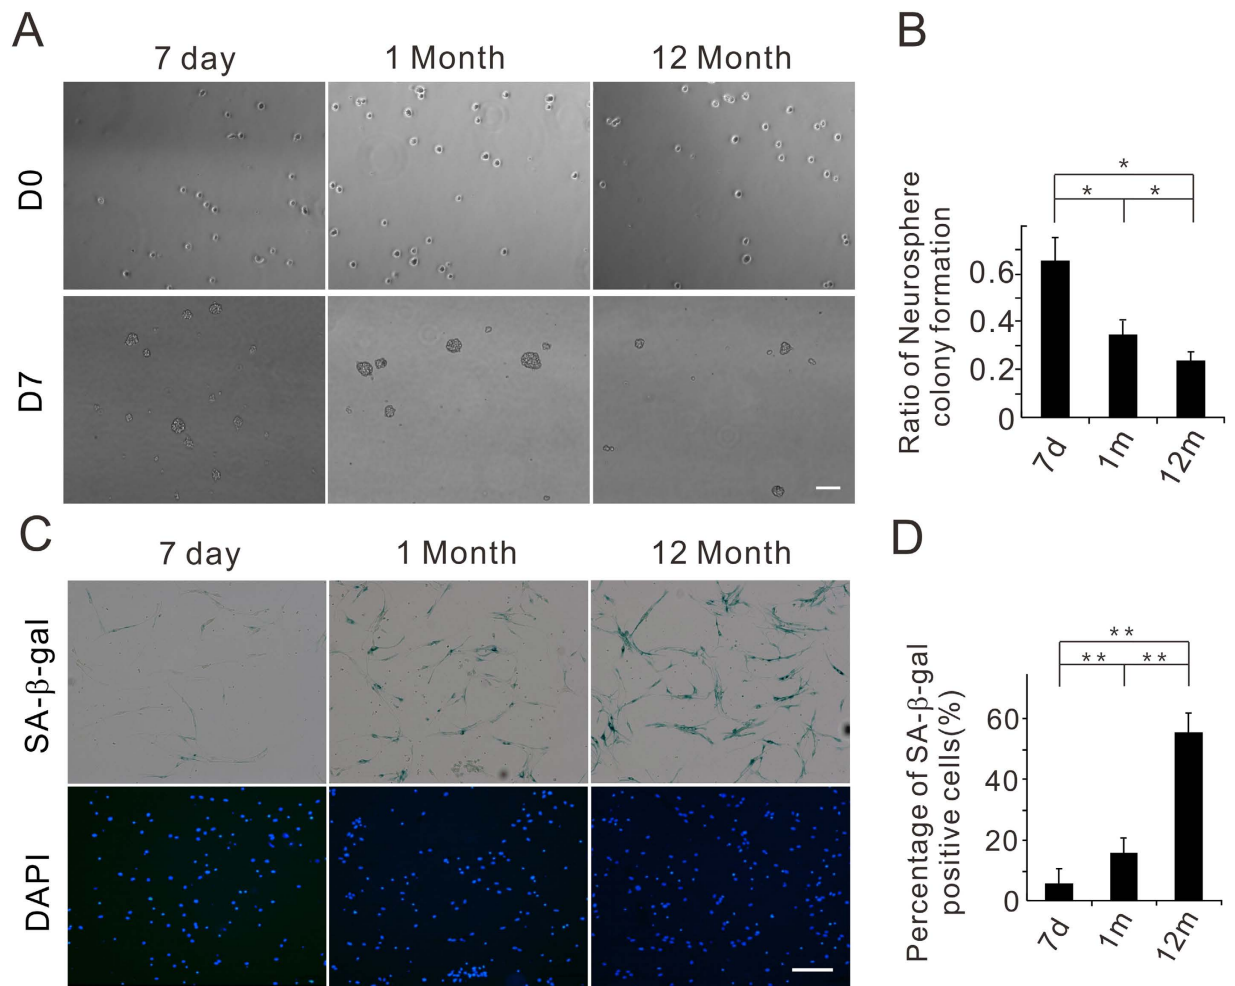 A
7 day
1 Month
12 Month
D0
D7
B
*
*
*
Ratio of Neurosphere
colony formation
0.6
0.4
0.2
0
7d
1m
12m
C
7 day
1 Month
12 Month
SA-β-gal
DAPI
D
**
**
**
Percentage of SA-β-gal
positive cells(%)
60
40
20
0
7d
1m
12m